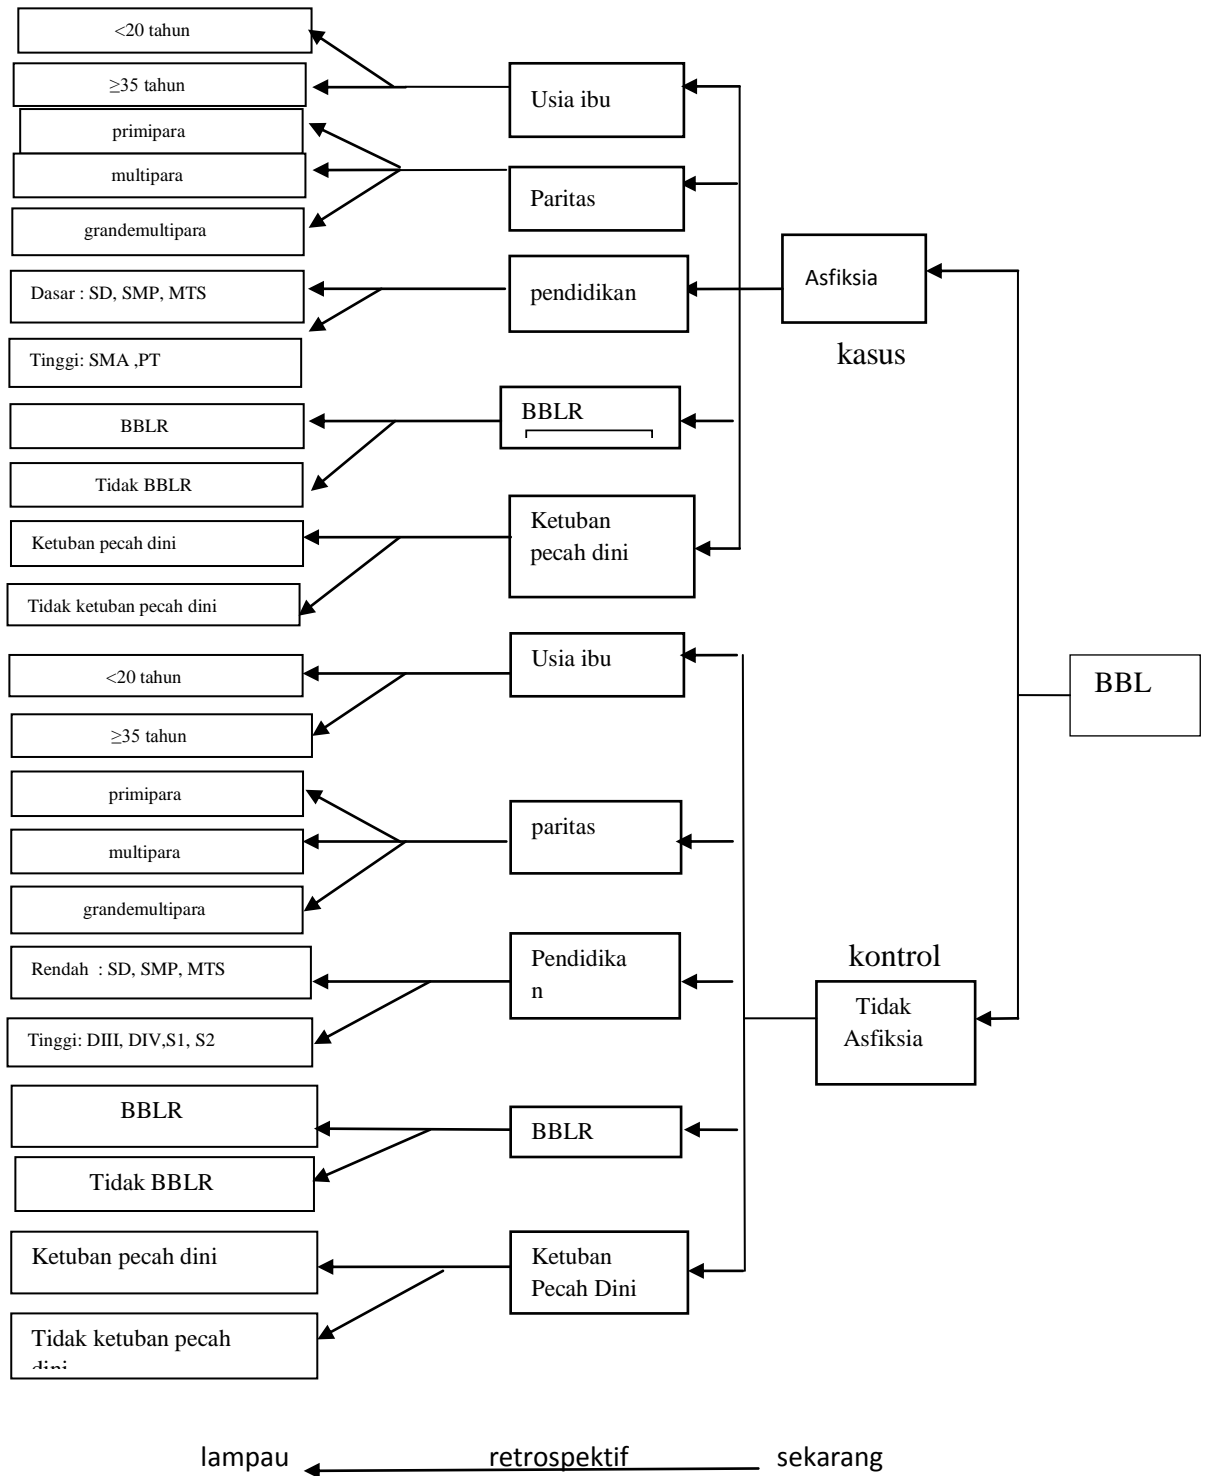 <20 tahun
≥35 tahun
primipara
multipara
grandemultipara
Dasar : SD, SMP, MTS
Tinggi: SMA ,PT
BBLR
Tidak BBLR
Ketuban pecah dini
Tidak ketuban pecah dini
Usia ibu
Paritas
pendidikan
BBLR
Ketuban
pecah dini
Asfiksia
kasus
<20 tahun
≥35 tahun
primipara
multipara
grandemultipara
Rendah  : SD, SMP, MTS
Tinggi: DIII, DIV,S1, S2
BBLR
Tidak BBLR
Ketuban pecah dini
Tidak ketuban pecah
dini
Usia ibu
paritas
Pendidika
n
BBLR
Ketuban
Pecah Dini
kontrol
Tidak
Asfiksia
BBL
lampau retrospektif sekarang